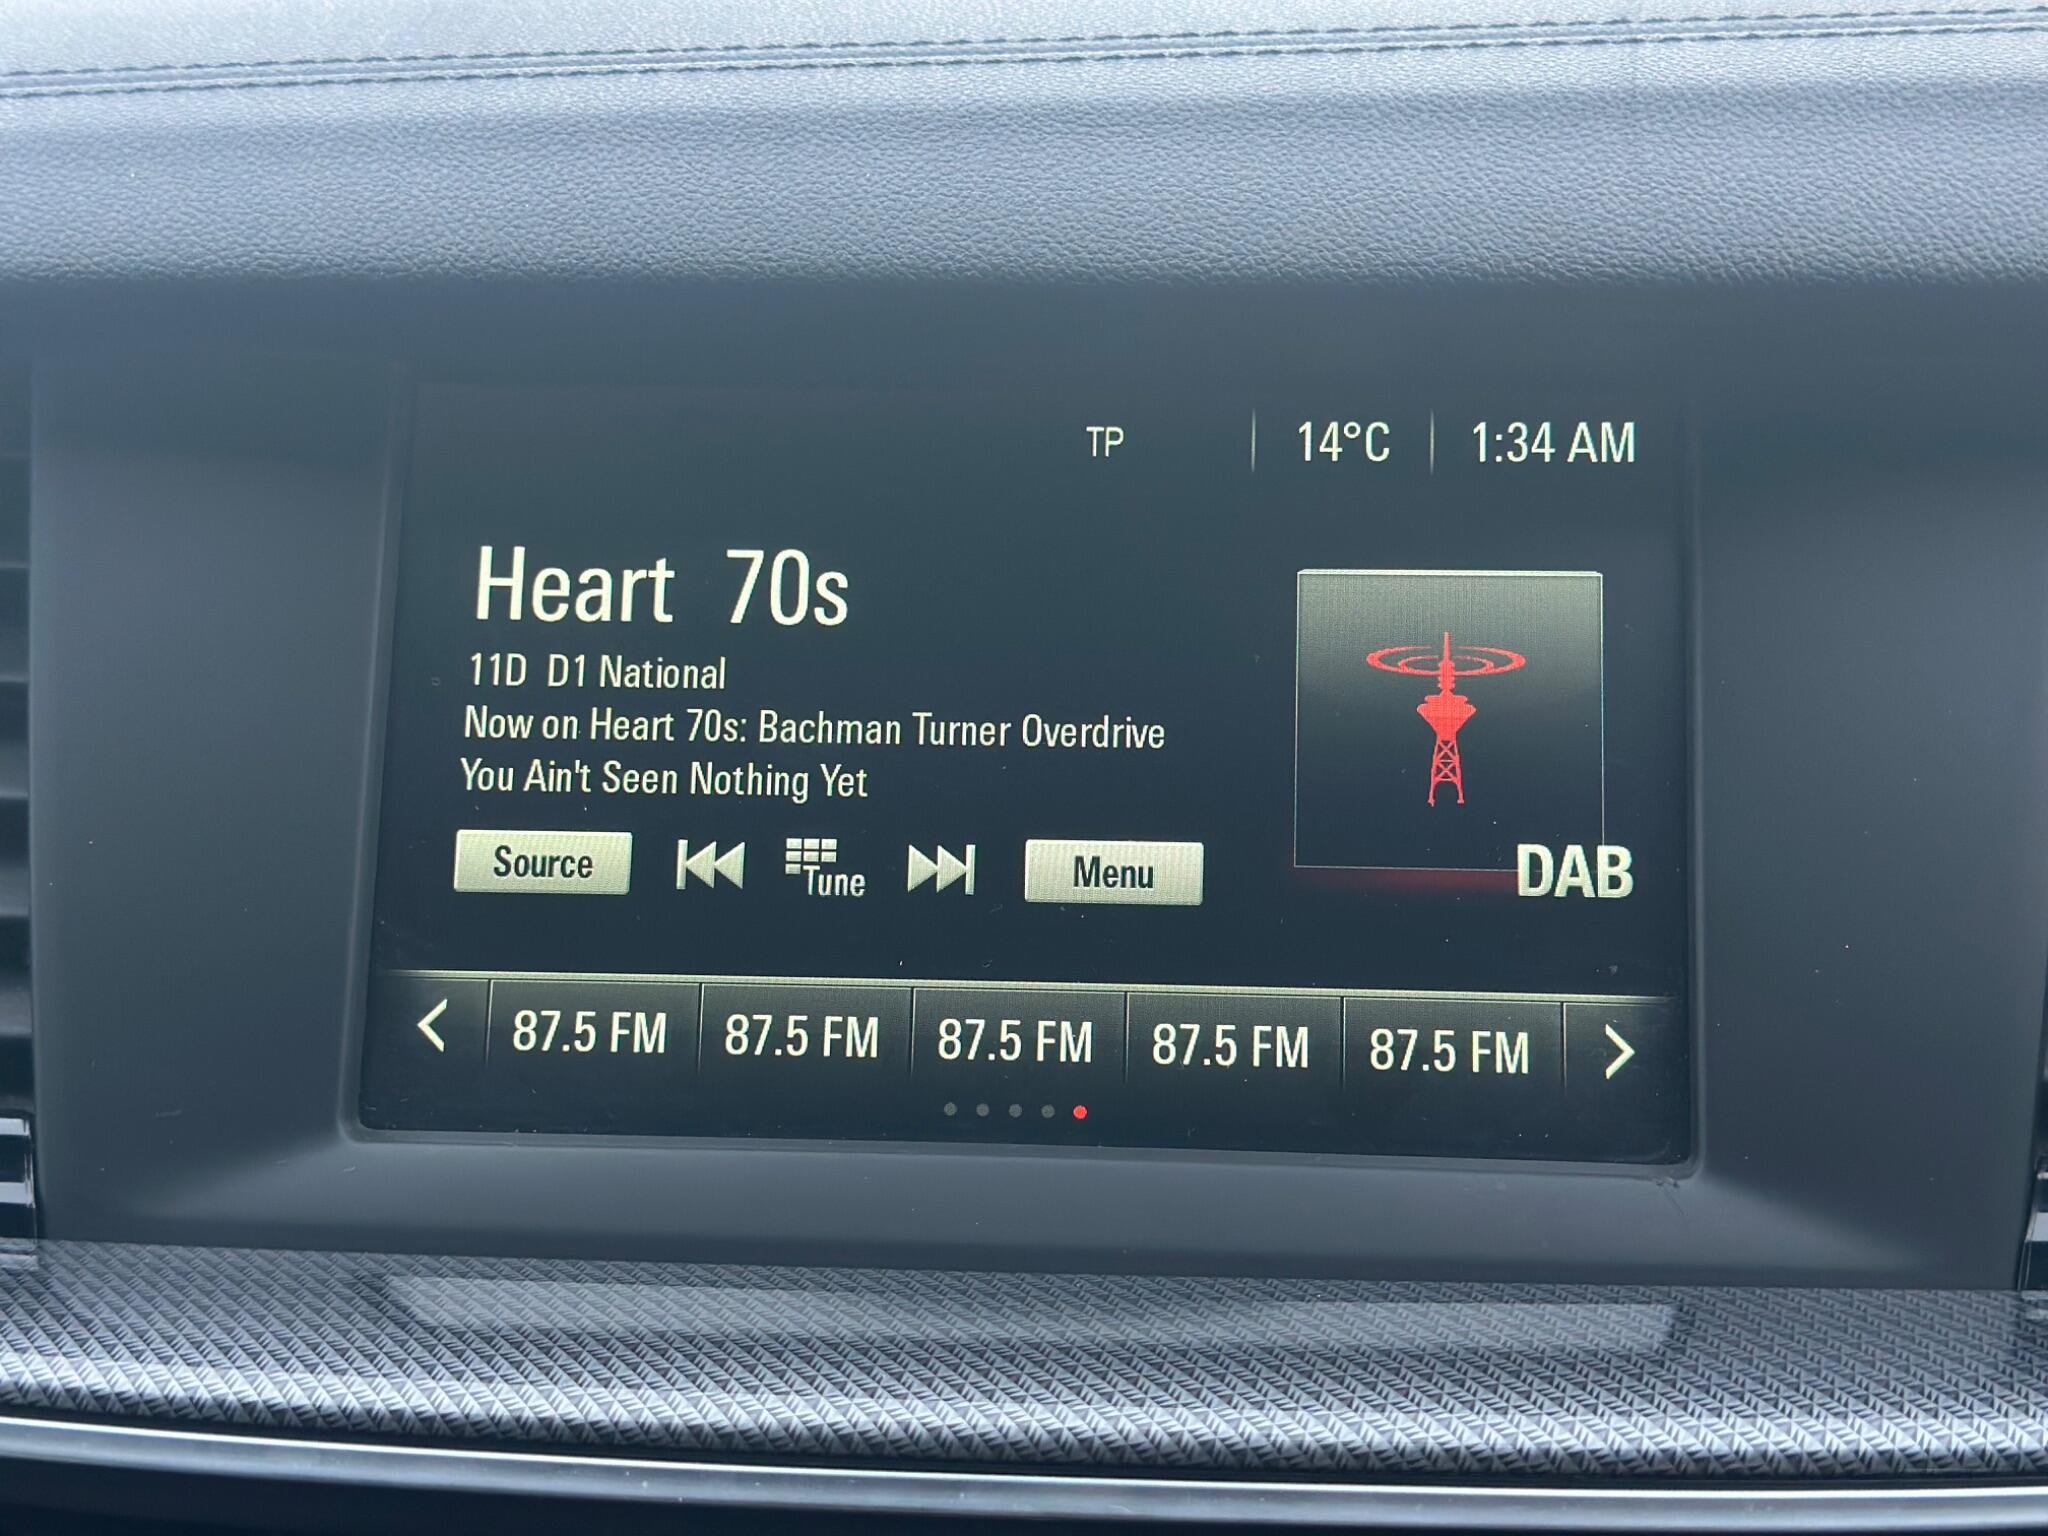 TP 14°C 1:34 AM
Heart 70s
11D D1 National
Now on Heart 70s: Bachman Turner Overdrive
You Ain't Seen Nothing Yet
Source Tune Menu
DAB
87.5 FM 87.5 FM 87.5 FM 87.5 FM 87.5 FM